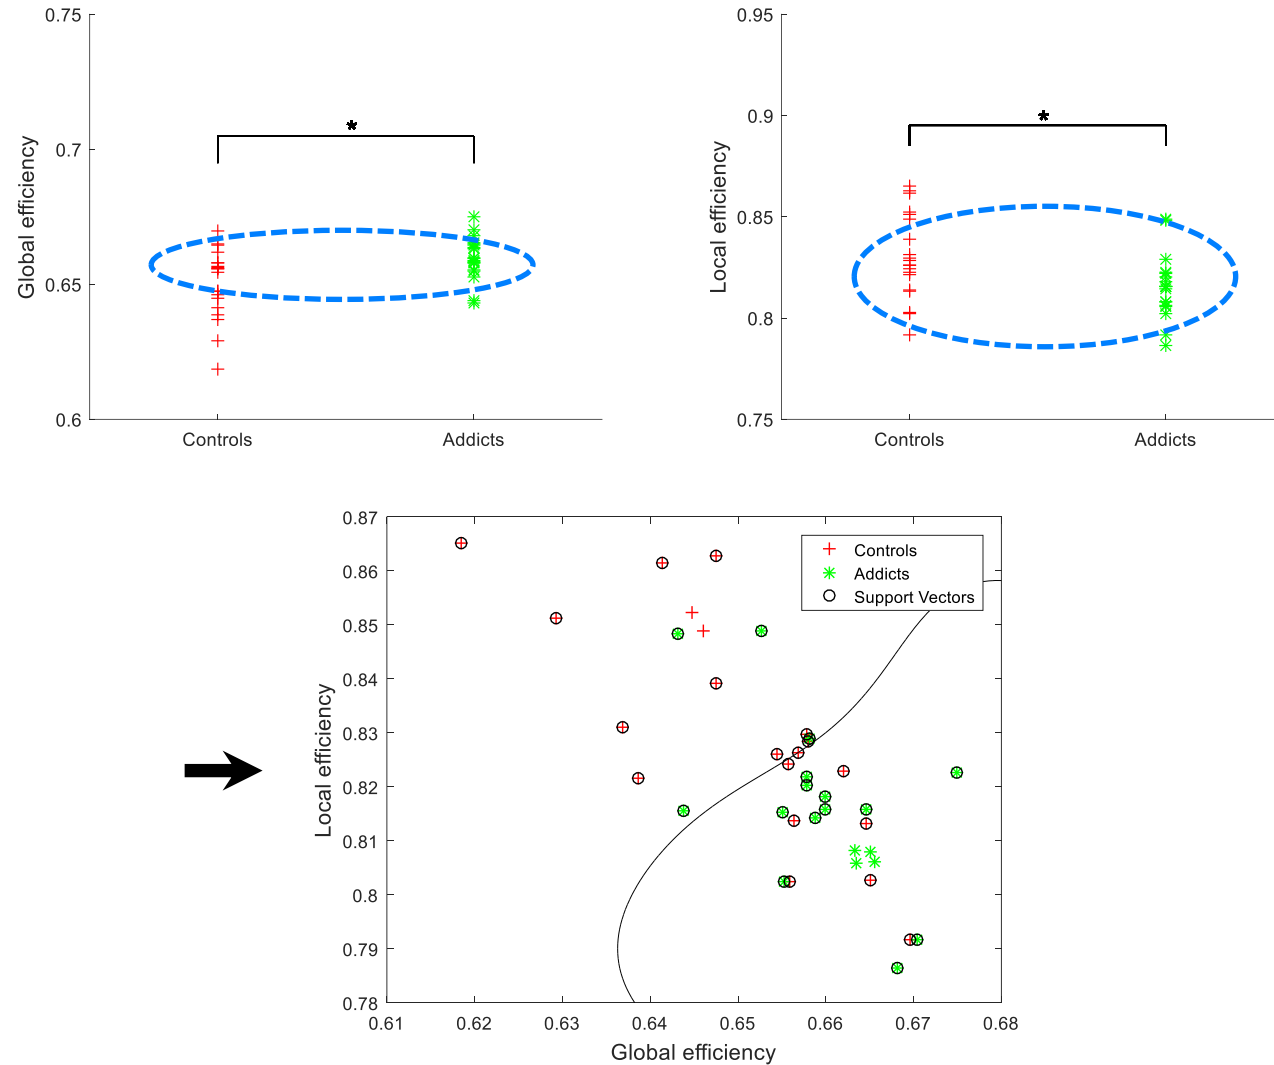 0.75
0.7
0.65
0.6
Global efficiency
*
Controls Addicts
0.95
0.9
0.85
0.8
0.75
Local efficiency
*
Controls Addicts
0.87
0.86
0.85
0.84
0.83
0.82
0.81
0.8
0.79
0.78
Local efficiency
Controls
Addicts
Support Vectors
0.61 0.62 0.63 0.64 0.65 0.66 0.67 0.68
Global efficiency